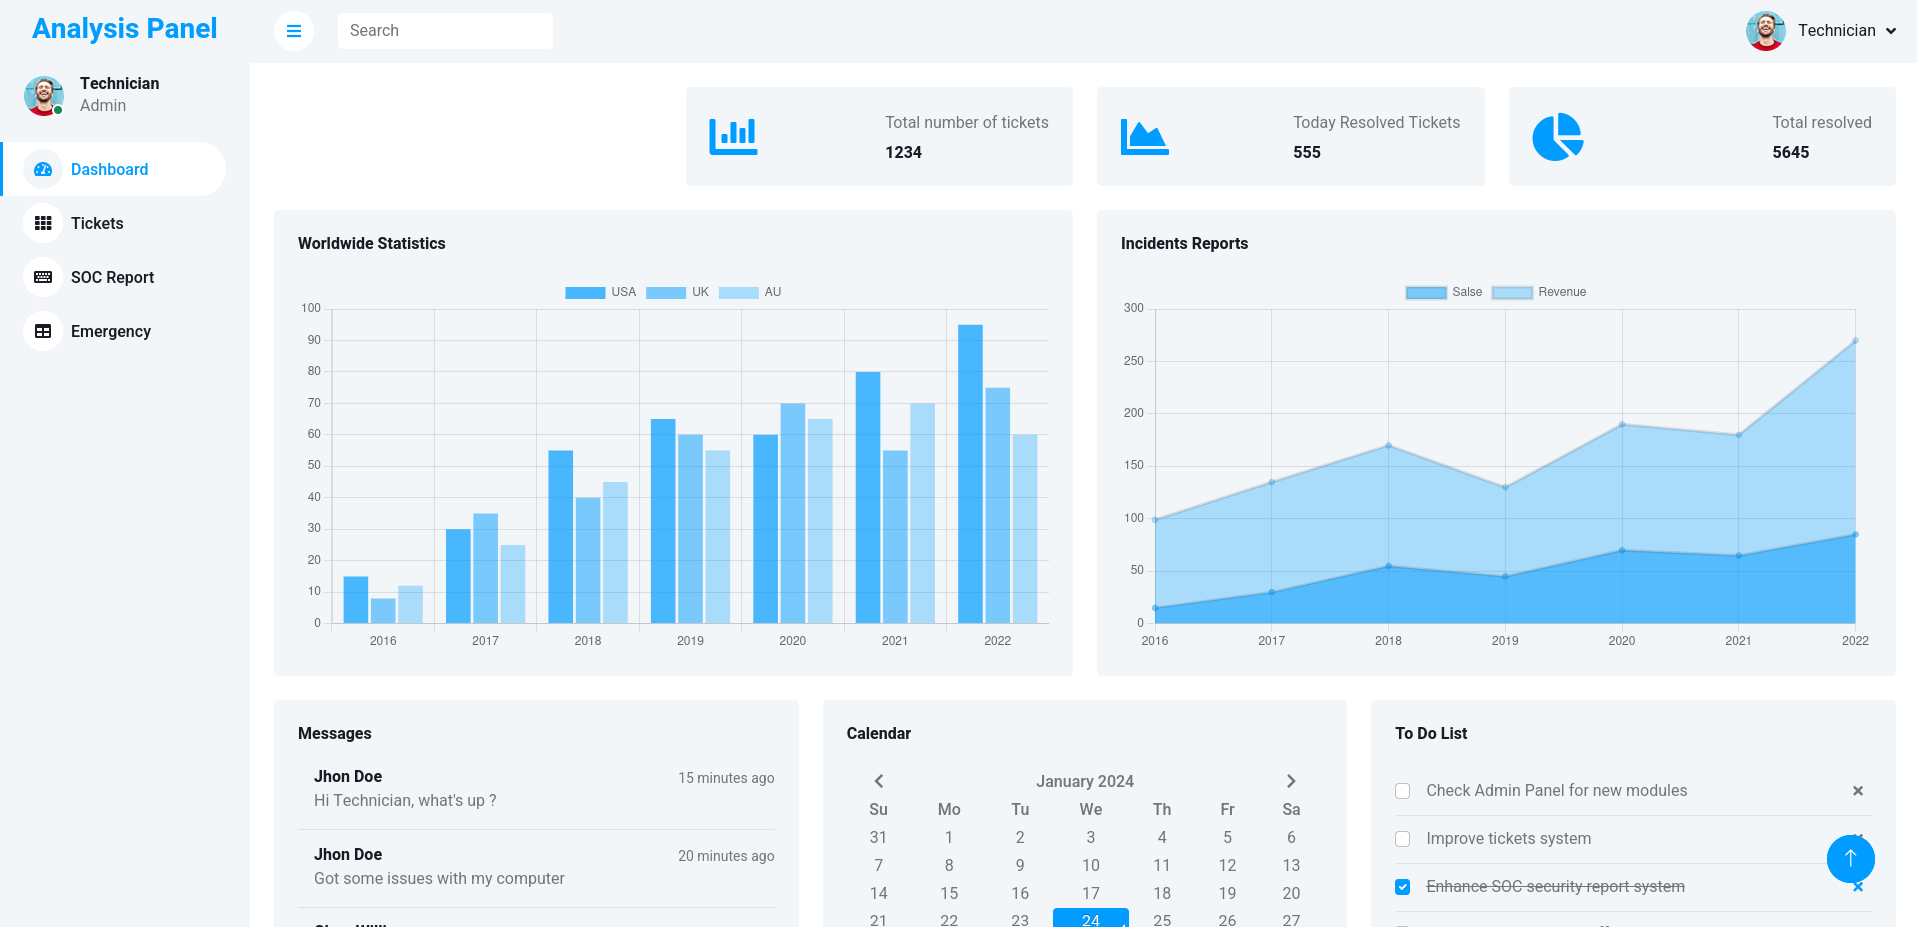 Analysis Panel
Search
Technician
Technician
Admin
Dashboard
Tickets
SOC Report
Emergency
Total number of tickets
1234
Today Resolved Tickets
555
Total resolved
5645
Worldwide Statistics
USA UK AU
100
90
80
70
60
50
40
30
20
10
0
2016 2017 2018 2019 2020 2021 2022
Incidents Reports
Salse Revenue
300
250
200
150
100
50
0
2016 2017 2018 2019 2020 2021 2022
Messages
Jhon Doe 15 minutes ago
Hi Technician, what's up ?
Jhon Doe 20 minutes ago
Got some issues with my computer
Calendar
January 2024
Su Mo Tu We Th Fr Sa
31 1 2 3 4 5 6
7 8 9 10 11 12 13
14 15 16 17 18 19 20
21 22 23 24 25 26 27
To Do List
Check Admin Panel for new modules
Improve tickets system
Enhance SOC security report system